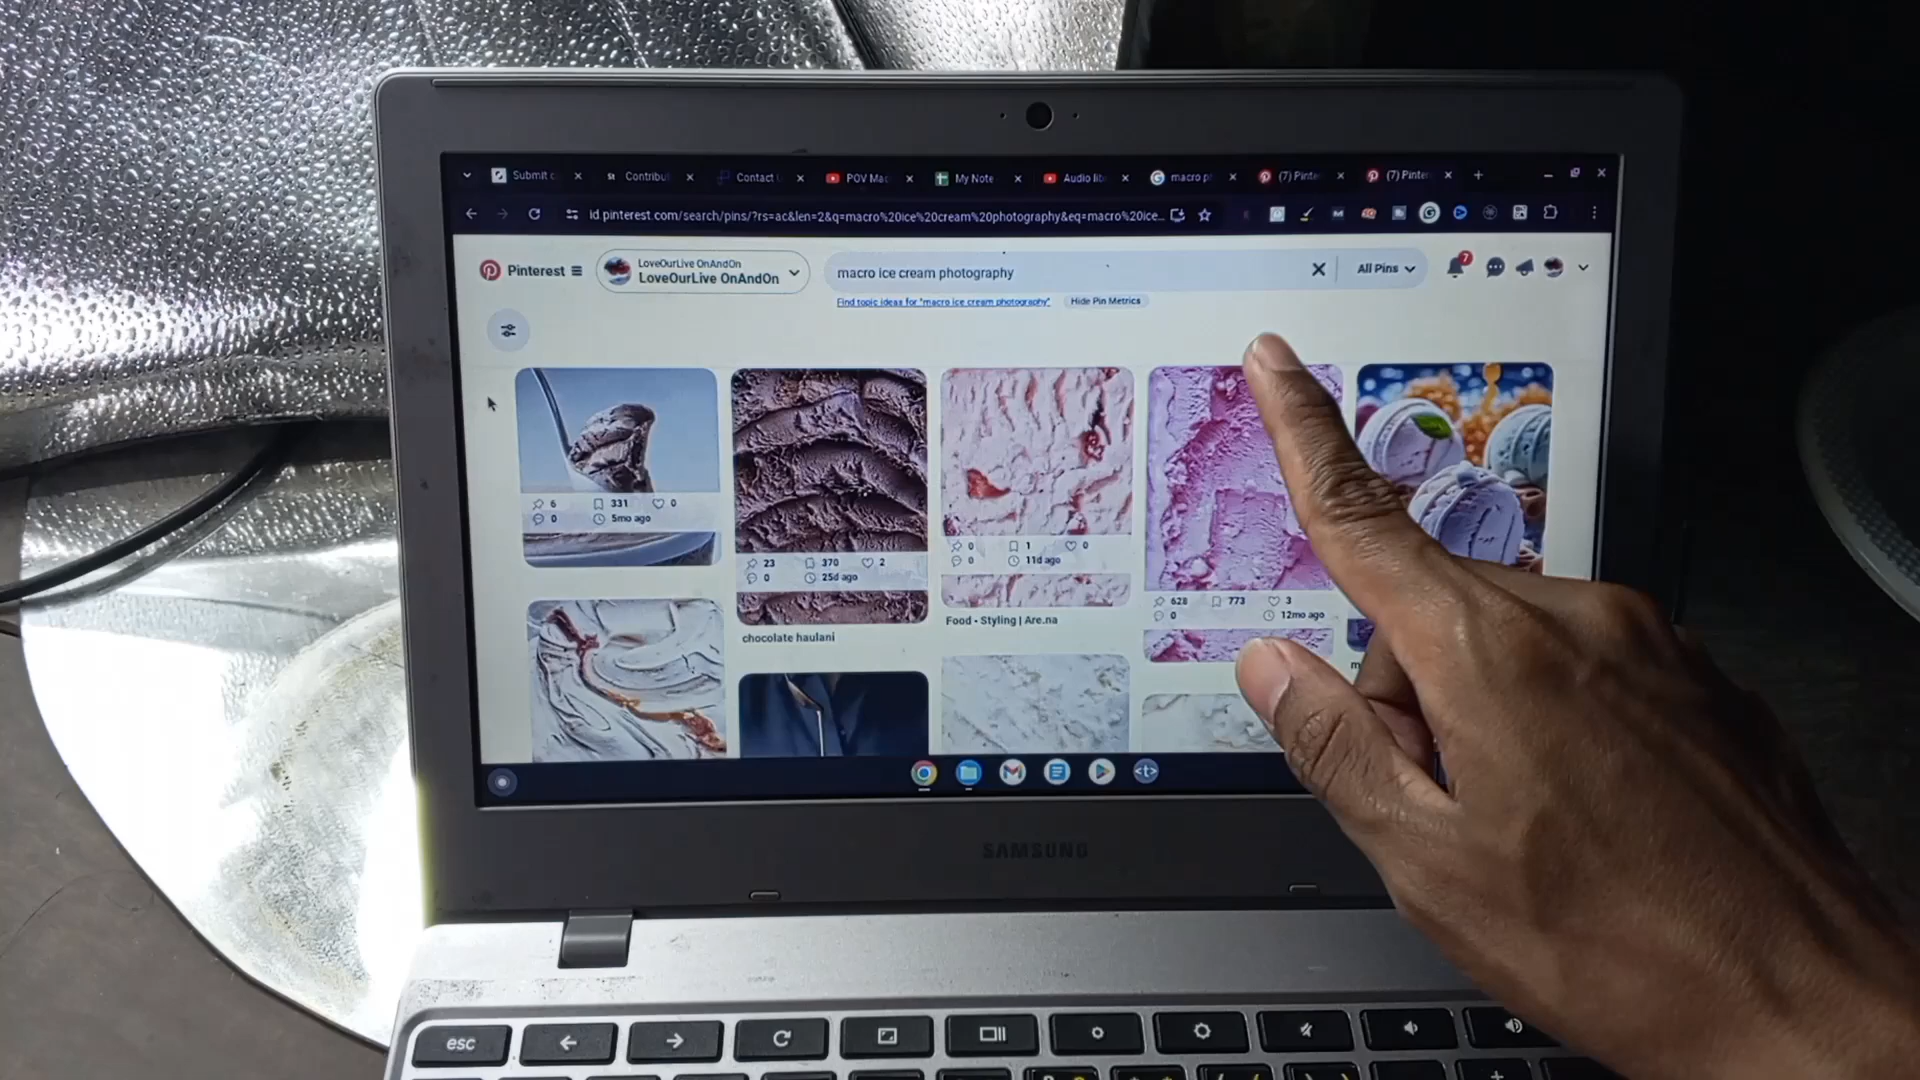 Submit c
St Contribu
Contact
POV Mac
My Note
Audio lib
macro p
(7) Pinte
(7) Pinter
id.pinterest.com/search/pins/?rs=ac&len=2&q=macro%20ice%20cream%20photography&eq=macro%20ice...
Pinterest
LoveOurLive OnAndOn
LoveOurLive OnAndOn
macro ice cream photography
All Pins
7
Find topic ideas for "macro ice cream photography"
Hide Pin Metrics
6 331 0
0 5mo ago
23 370 2
0 25d ago
chocolate haulani
0 1 0
0 11d ago
Food - Styling | Are.na
628 773 3
0 12mo ago
m
<t>
SAMSUNG
esc